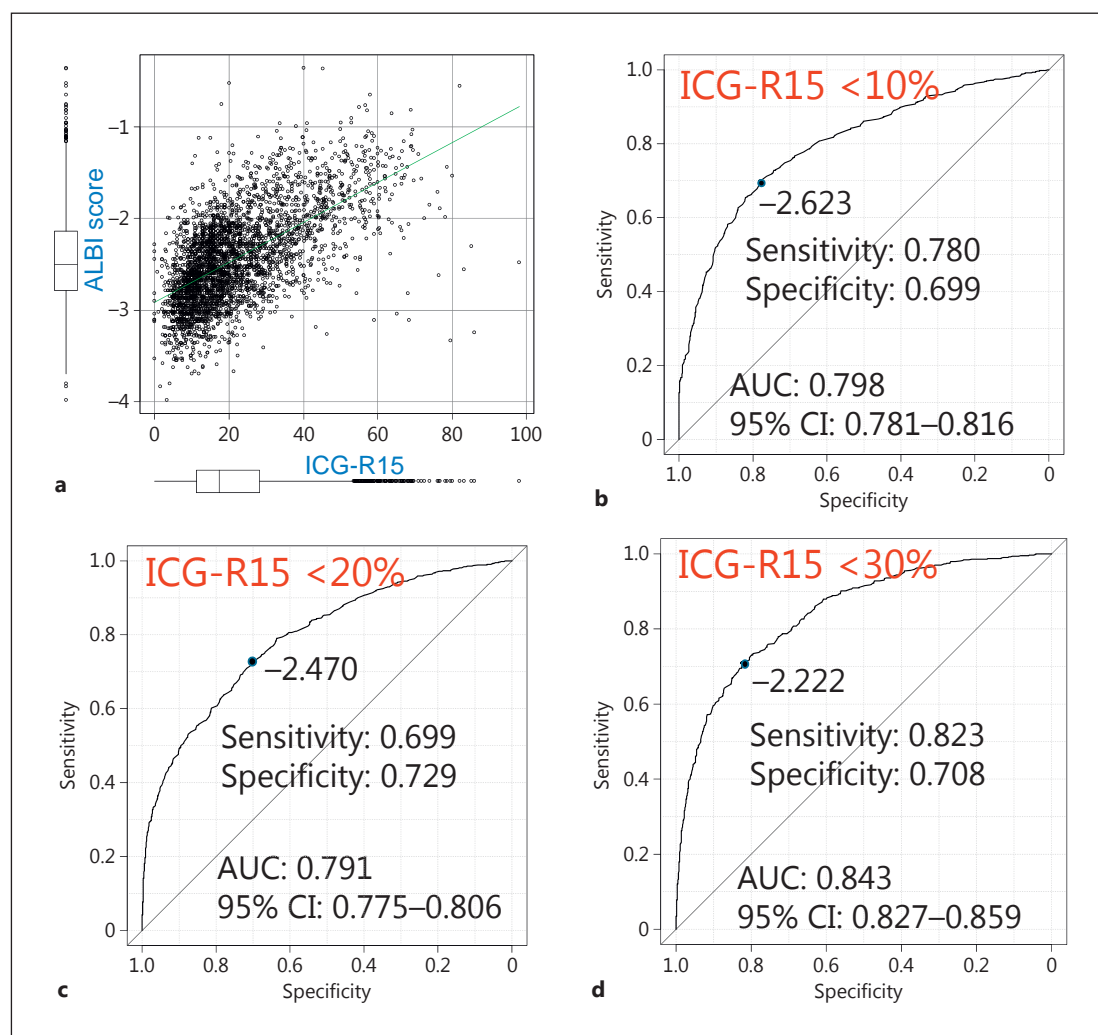 –1
–2
–3
–4
ALBI score
0
20
40
60
80
100
ICG-R15
a
ICG-R15 <10%
1.0
0.8
0.6
0.4
0.2
0
Sensitivity
–2.623
Sensitivity: 0.780
Specificity: 0.699
AUC: 0.798
95% CI: 0.781–0.816
1.0
0.8
0.6
0.4
0.2
0
Specificity
b
ICG-R15 <20%
1.0
0.8
0.6
0.4
0.2
0
Sensitivity
–2.470
Sensitivity: 0.699
Specificity: 0.729
AUC: 0.791
95% CI: 0.775–0.806
1.0
0.8
0.6
0.4
0.2
0
Specificity
c
ICG-R15 <30%
1.0
0.8
0.6
0.4
0.2
0
Sensitivity
–2.222
Sensitivity: 0.823
Specificity: 0.708
AUC: 0.843
95% CI: 0.827–0.859
1.0
0.8
0.6
0.4
0.2
0
Specificity
d